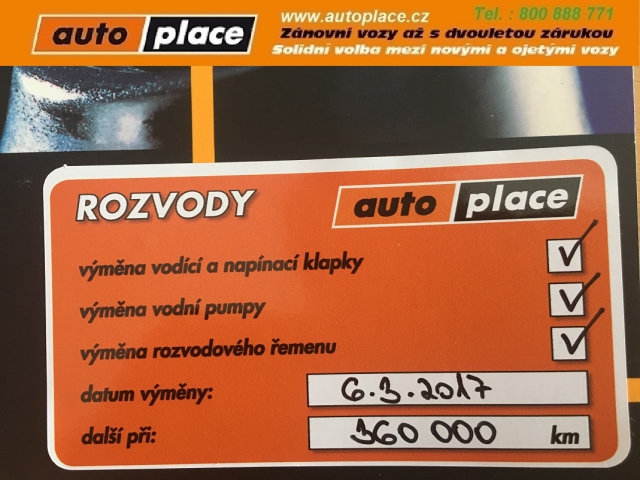 auto place
www.autoplace.cz
Tel. : 800 888 771
Zánovní vozy až s dvouletou zárukou
Solidní volba mezi novými a ojetými vozy
ROZVODY
auto place
výměna vodící a napínací klapky
výměna vodní pumpy
výměna rozvodového řemenu
datum výměny: 6.3.2017
další při: 360 000 km